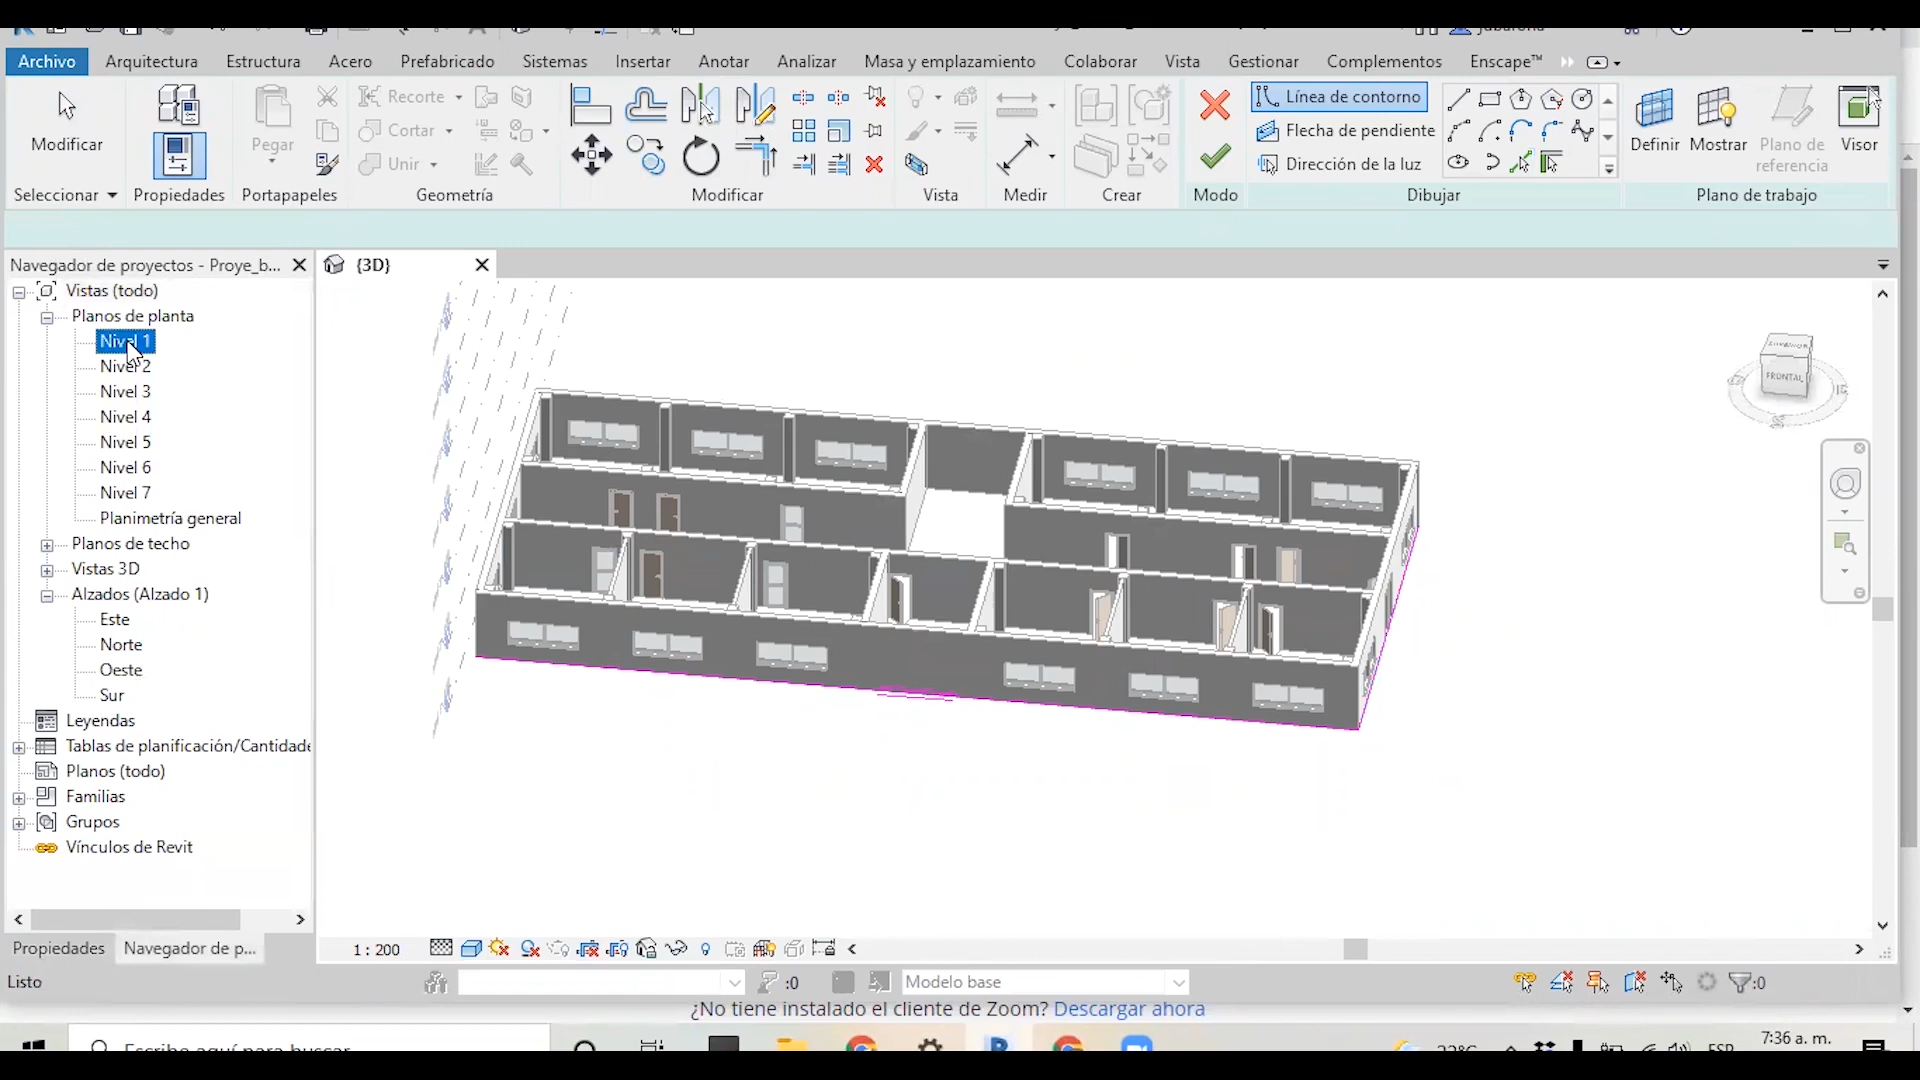 Archivo Arquitectura Estructura Acero Prefabricado Sistemas Insertar Anotar Analizar Masa y emplazamiento Colaborar Vista Gestionar Complementos Enscape™
Recorte
Línea de contorno
Cortar
Flecha de pendiente
Modificar
Pegar
Definir Mostrar Plano de referencia Visor
Unir
Dirección de la luz
Seleccionar Propiedades Portapapeles Geometría Modificar Vista Medir Crear Modo Dibujar Plano de trabajo
Navegador de proyectos - Proye_b... {3D}
Vistas (todo)
Planos de planta
Nivel 1
Nivel 2
Nivel 3
Nivel 4
Nivel 5
Nivel 6
Nivel 7
Planimetría general
Planos de techo
Vistas 3D
Alzados (Alzado 1)
Este
Norte
Oeste
Sur
Leyendas
Tablas de planificación/Cantidade
Planos (todo)
Familias
Grupos
Vínculos de Revit
FRONTAL
Propiedades Navegador de p... 1 : 200
Listo :0 Modelo base :0
¿No tiene instalado el cliente de Zoom? Descargar ahora
Escribe aquí para buscar 7:36 a. m.
ESP